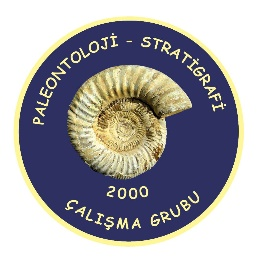 PALEONTOLOJİ - STRATİGRAFİ
2000
ÇALIŞMA GRUBU